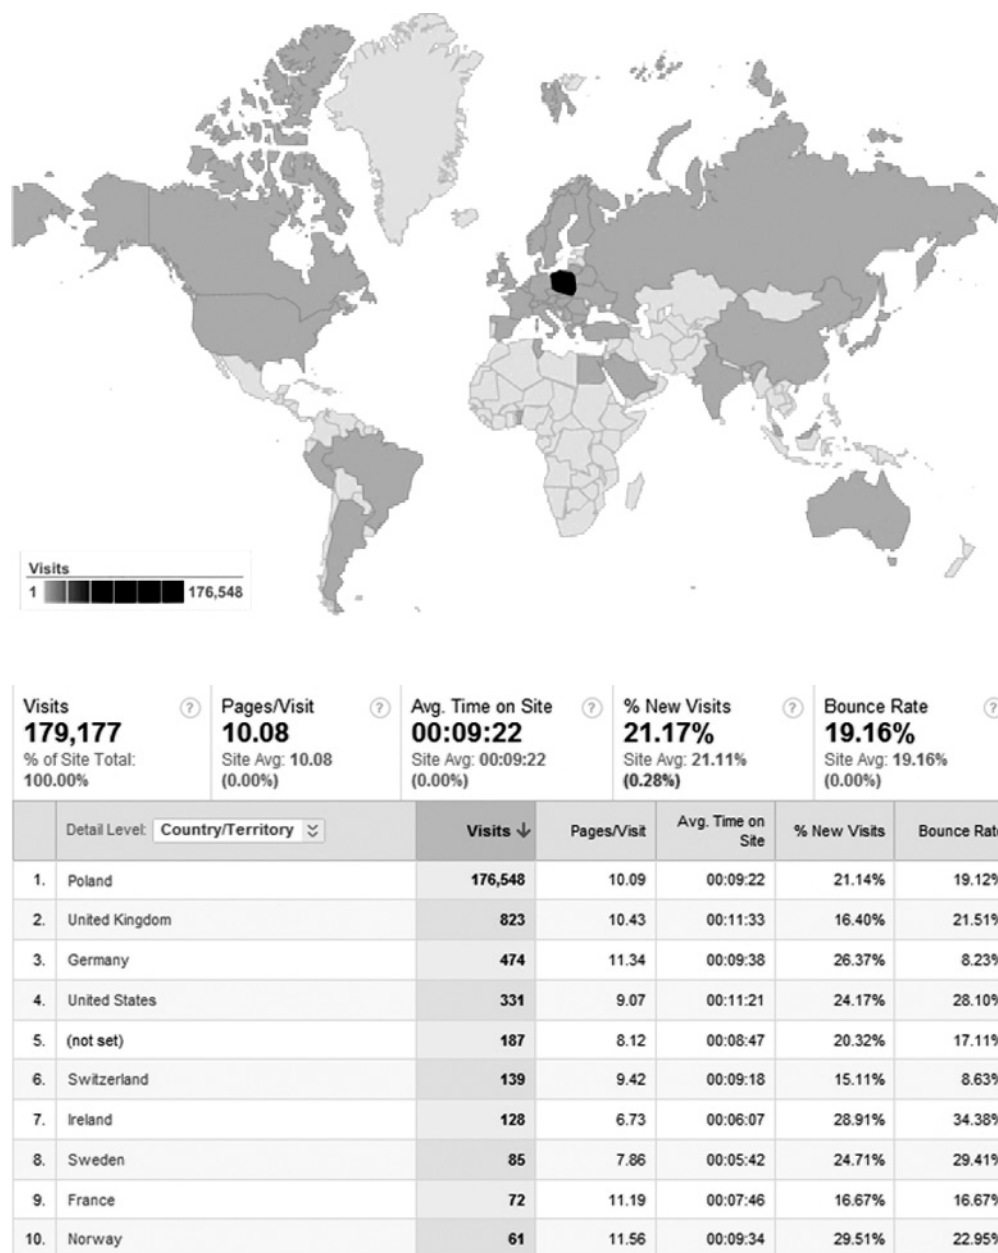 Visits
1 176,548
Visits ? Pages/Visit ? Avg. Time on Site ? % New Visits ? Bounce Rate ?
179,177 10.08 00:09:22 21.17% 19.16%
% of Site Total: Site Avg: 10.08 Site Avg: 00:09:22 Site Avg: 21.11% Site Avg: 19.16%
100.00% (0.00%) (0.00%) (0.28%) (0.00%)
Detail Level: Country/Territory Visits ↓ Pages/Visit Avg. Time on Site % New Visits Bounce Rate
1. Poland 176,548 10.09 00:09:22 21.14% 19.12%
2. United Kingdom 823 10.43 00:11:33 16.40% 21.51%
3. Germany 474 11.34 00:09:38 26.37% 8.23%
4. United States 331 9.07 00:11:21 24.17% 28.10%
5. (not set) 187 8.12 00:08:47 20.32% 17.11%
6. Switzerland 139 9.42 00:09:18 15.11% 8.63%
7. Ireland 128 6.73 00:06:07 28.91% 34.38%
8. Sweden 85 7.86 00:05:42 24.71% 29.41%
9. France 72 11.19 00:07:46 16.67% 16.67%
10. Norway 61 11.56 00:09:34 29.51% 22.95%